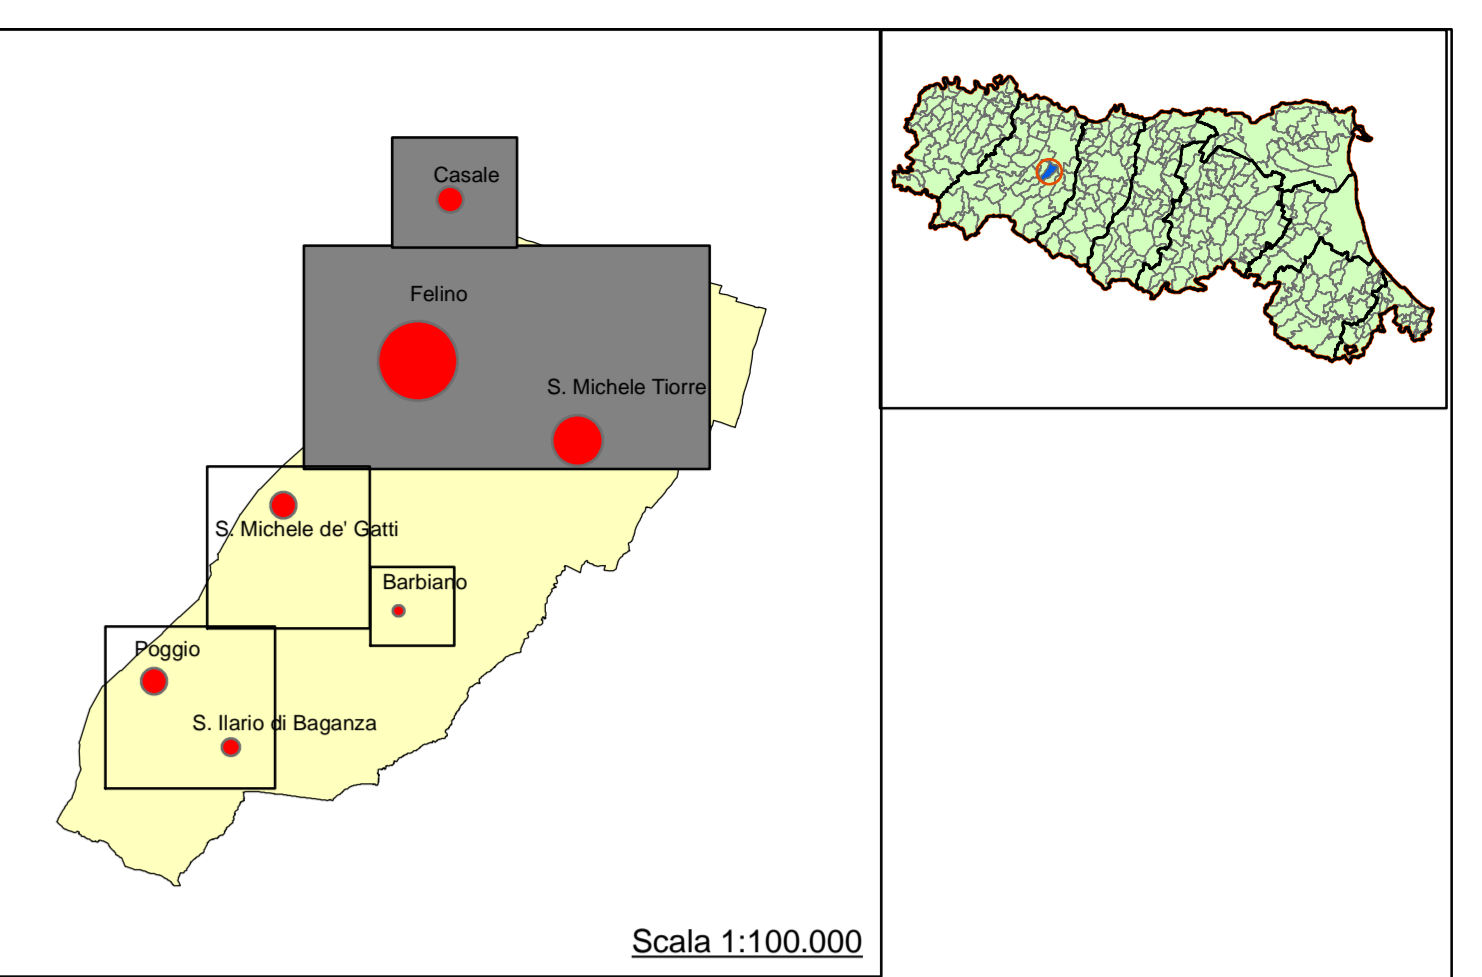 Casale
Felino
S. Michele Tiorre
S. Michele de' Gatti
Barbiano
Poggio
S. Ilario di Baganza
Scala 1:100.000